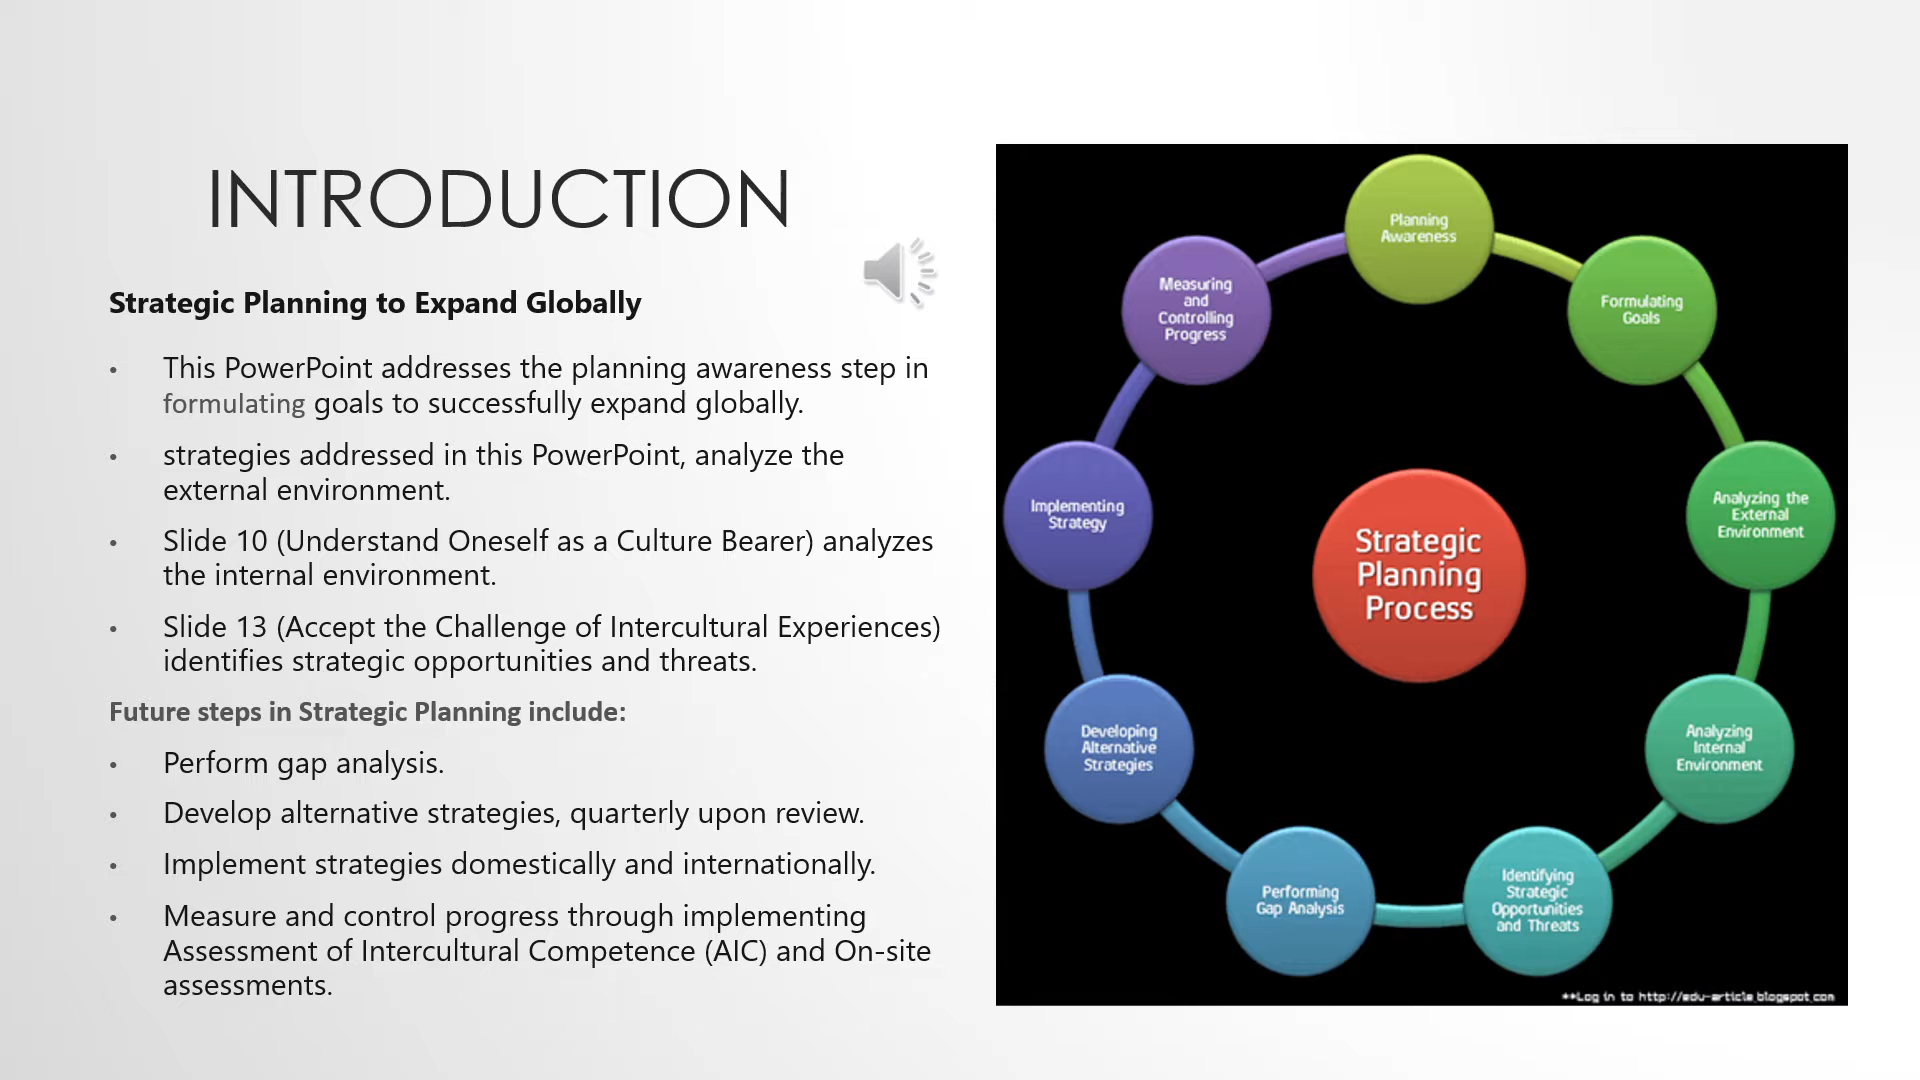 INTRODUCTION
Strategic Planning to Expand Globally
• This PowerPoint addresses the planning awareness step in
formulating goals to successfully expand globally.
• strategies addressed in this PowerPoint, analyze the
external environment.
• Slide 10 (Understand Oneself as a Culture Bearer) analyzes
the internal environment.
• Slide 13 (Accept the Challenge of Intercultural Experiences)
identifies strategic opportunities and threats.
Future steps in Strategic Planning include:
• Perform gap analysis.
• Develop alternative strategies, quarterly upon review.
• Implement strategies domestically and internationally.
• Measure and control progress through implementing
Assessment of Intercultural Competence (AIC) and On-site
assessments.
Planning
Awareness
Formulating
Goals
Analyzing the
External
Environment
Analyzing
Internal
Environment
Identifying
Strategic
Opportunities
and Threats
Performing
Gap Analysis
Developing
Alternative
Strategies
Implementing
Strategy
Measuring
and
Controlling
Progress
Strategic
Planning
Process
**Log in to http://edu-article.blogspot.com